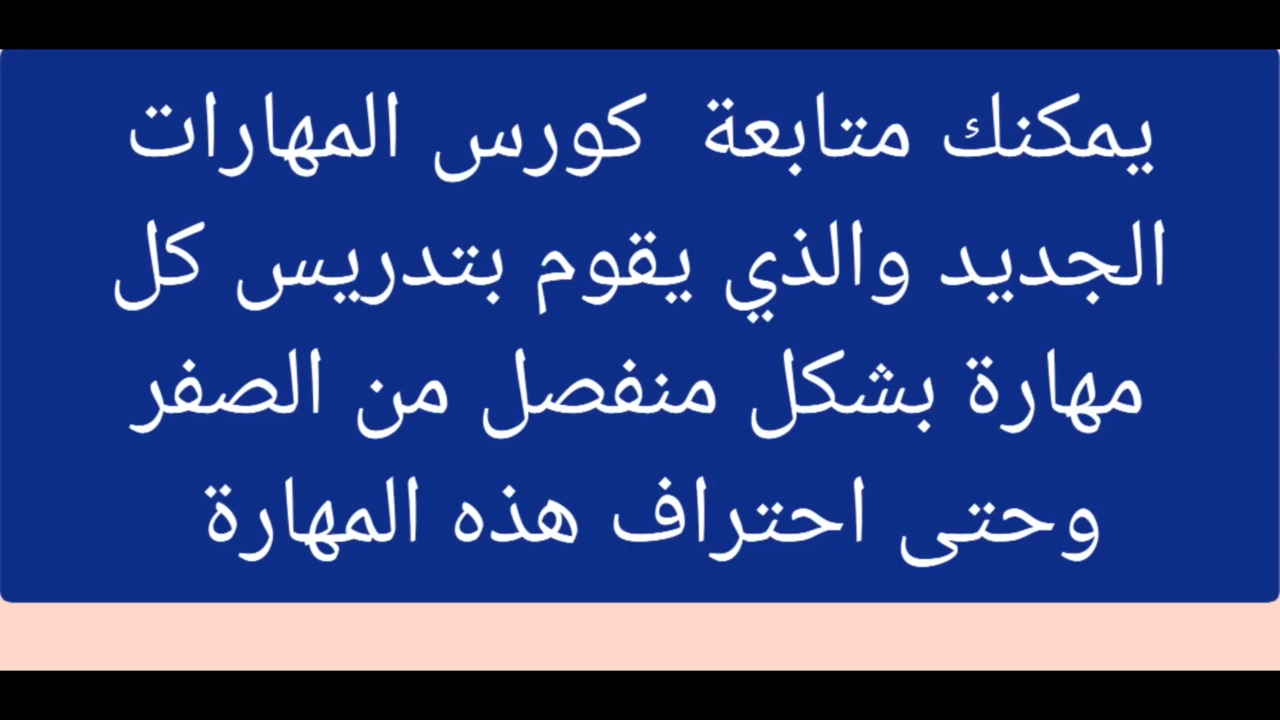 يمكنك متابعة كورس المهارات
الجديد والذي يقوم بتدريس كل
مهارة بشكل منفصل من الصفر
وحتى احتراف هذه المهارة